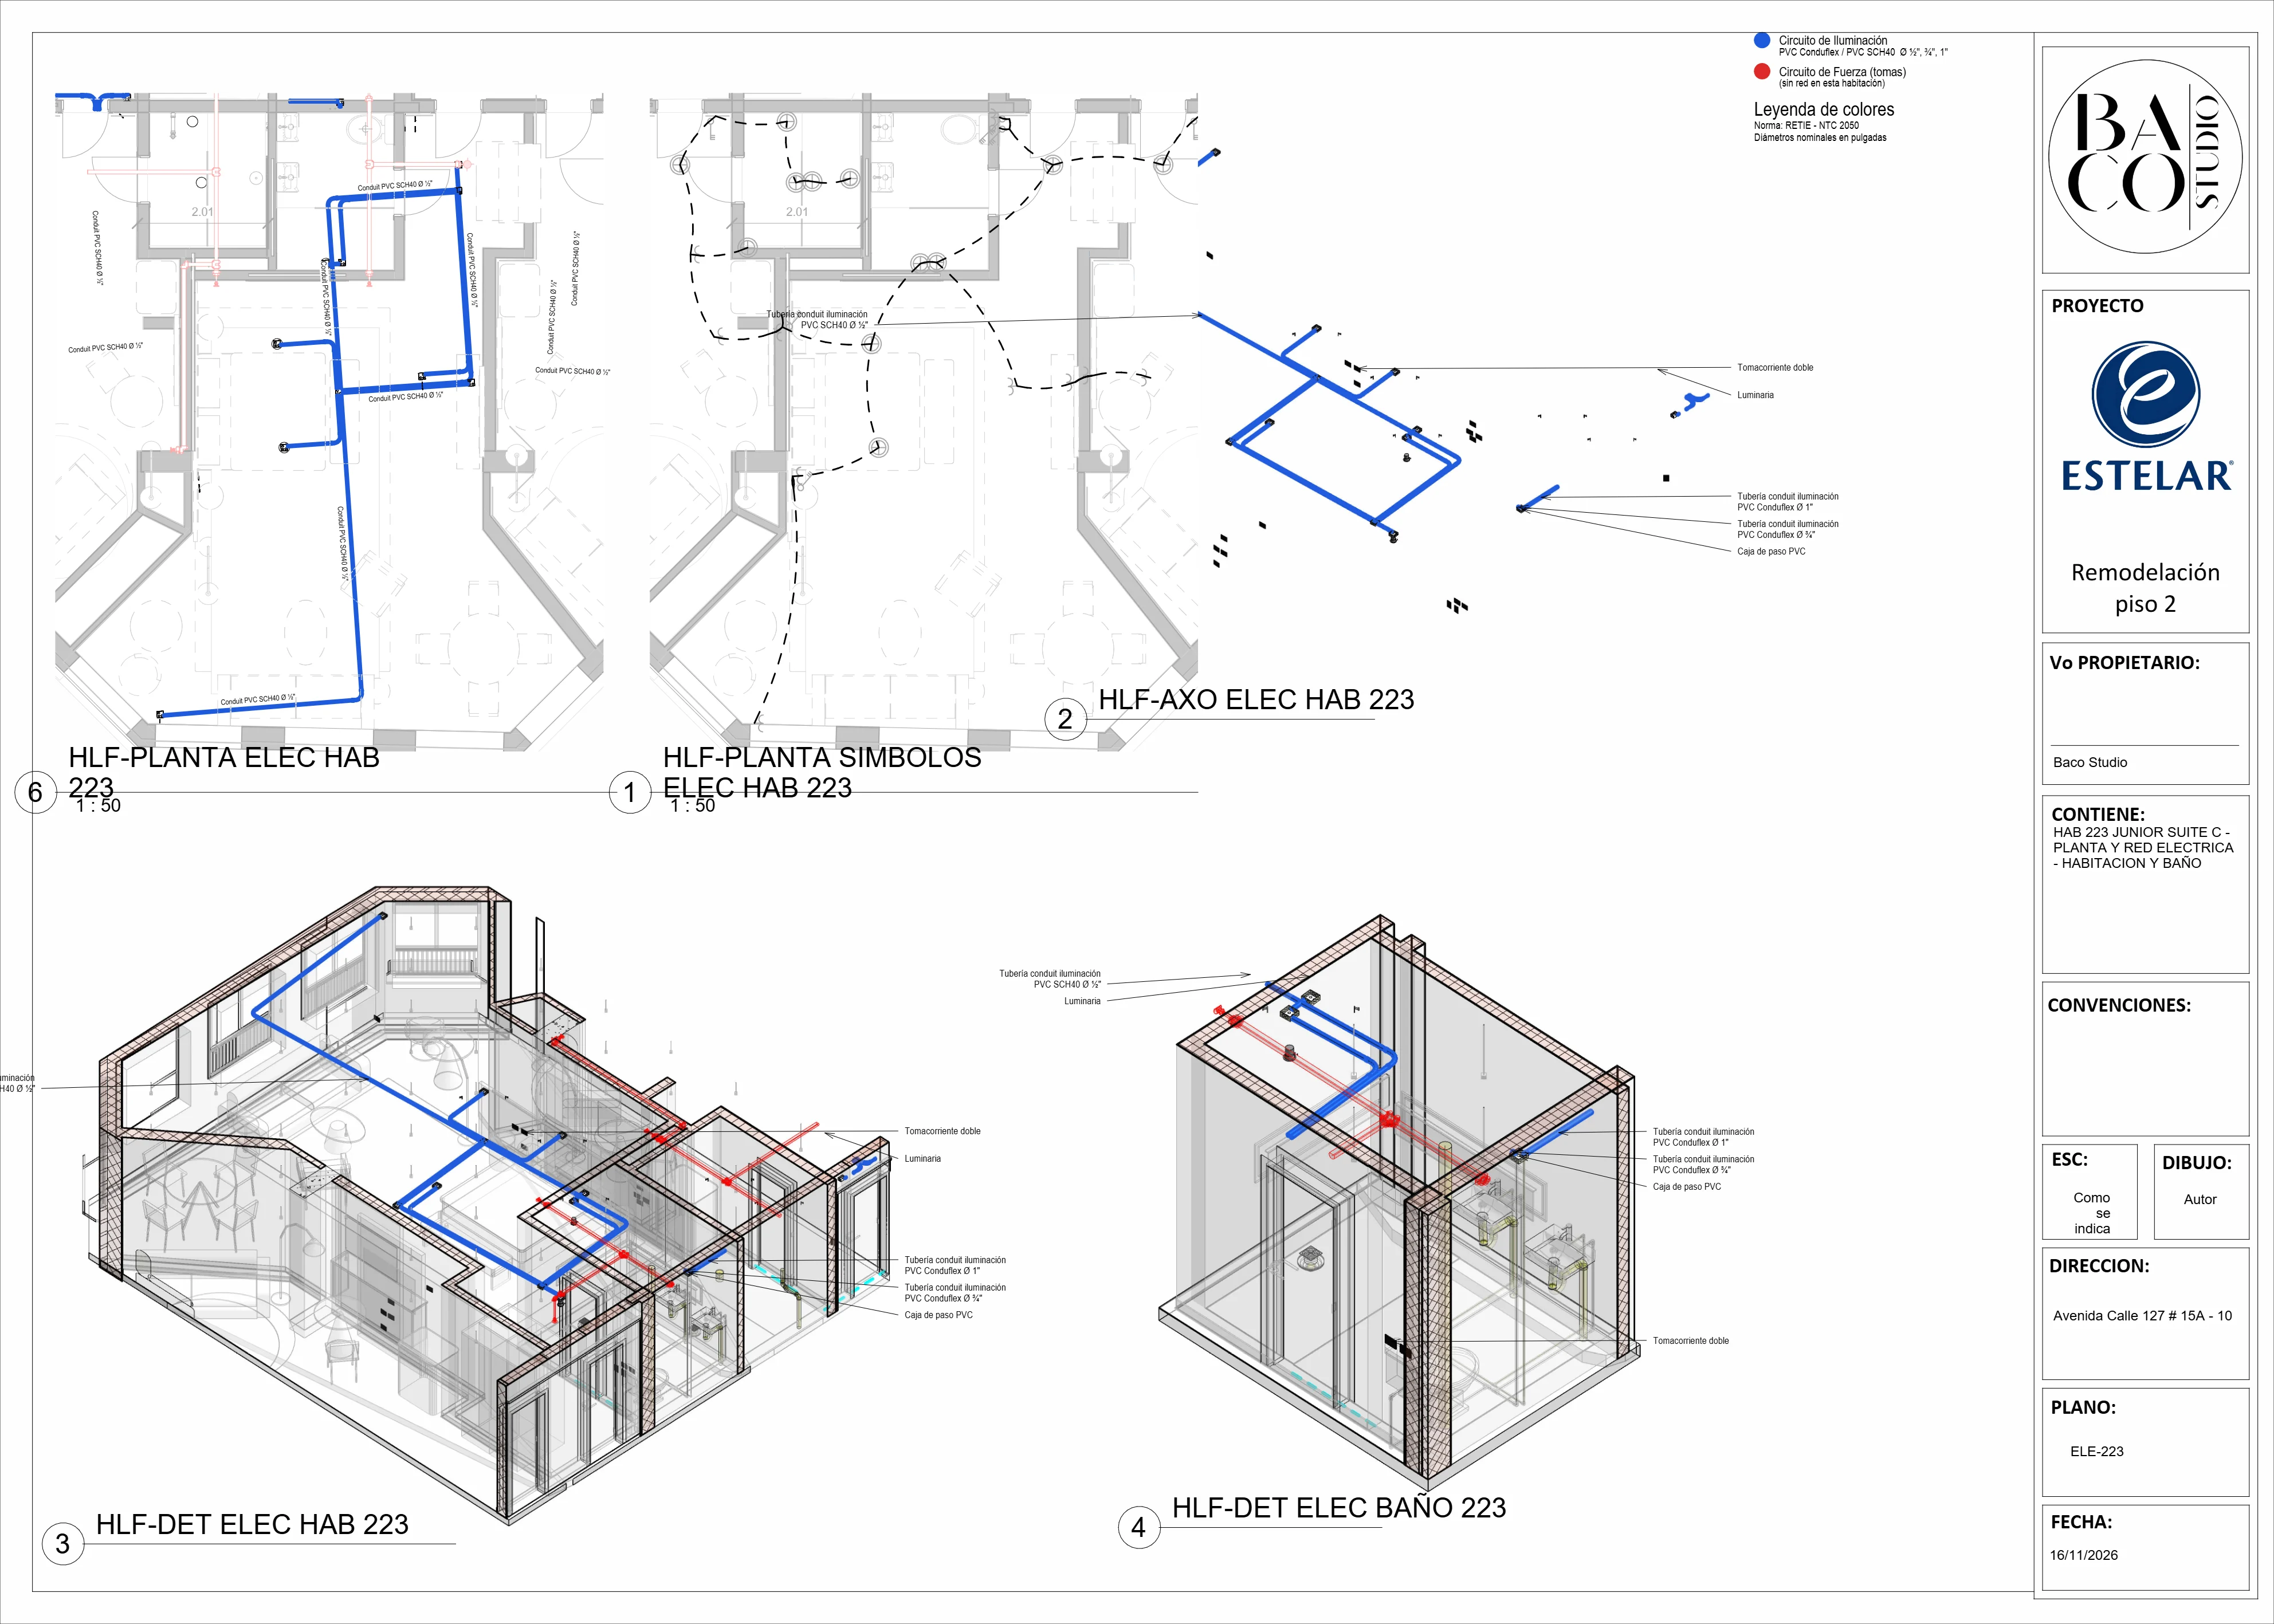 Circuito de Iluminación
PVC Conduflex / PVC SCH40 Ø ½", ¾", 1"
Circuito de Fuerza (tomas)
(sin red en esta habitación)
Leyenda de colores
Norma: RETIE - NTC 2050
Diámetros nominales en pulgadas
Conduit PVC SCH40 Ø ½"
2.01
Conduit PVC SCH40 Ø ½"
Conduit PVC SCH40 Ø ½"
Conduit PVC SCH40 Ø ½"
Conduit PVC SCH40 Ø ½"
Conduit PVC SCH40 Ø ½"
Conduit PVC SCH40 Ø ½"
Conduit PVC SCH40 Ø ½"
Conduit PVC SCH40 Ø ½"
Conduit PVC SCH40 Ø ½"
Conduit PVC SCH40 Ø ½"
6
HLF-PLANTA ELEC HAB
223
1 : 50
2.01
Tubería conduit iluminación
PVC SCH40 Ø ½"
1
HLF-PLANTA SIMBOLOS
ELEC HAB 223
1 : 50
Tomacorriente doble
Luminaria
Tubería conduit iluminación
PVC Conduflex Ø 1"
Tubería conduit iluminación
PVC Conduflex Ø ¾"
Caja de paso PVC
2
HLF-AXO ELEC HAB 223
uminación
H40 Ø ½"
Tomacorriente doble
Luminaria
Tubería conduit iluminación
PVC Conduflex Ø 1"
Tubería conduit iluminación
PVC Conduflex Ø ¾"
Caja de paso PVC
3
HLF-DET ELEC HAB 223
Tubería conduit iluminación
PVC SCH40 Ø ½"
Luminaria
Tubería conduit iluminación
PVC Conduflex Ø 1"
Tubería conduit iluminación
PVC Conduflex Ø ¾"
Caja de paso PVC
Tomacorriente doble
4
HLF-DET ELEC BAÑO 223
BA
CO
STUDIO
PROYECTO
ESTELAR®
Remodelación
piso 2
Vo PROPIETARIO:
Baco Studio
CONTIENE:
HAB 223 JUNIOR SUITE C -
PLANTA Y RED ELECTRICA
- HABITACION Y BAÑO
CONVENCIONES:
ESC:
Como
se
indica
DIBUJO:
Autor
DIRECCION:
Avenida Calle 127 # 15A - 10
PLANO:
ELE-223
FECHA:
16/11/2026